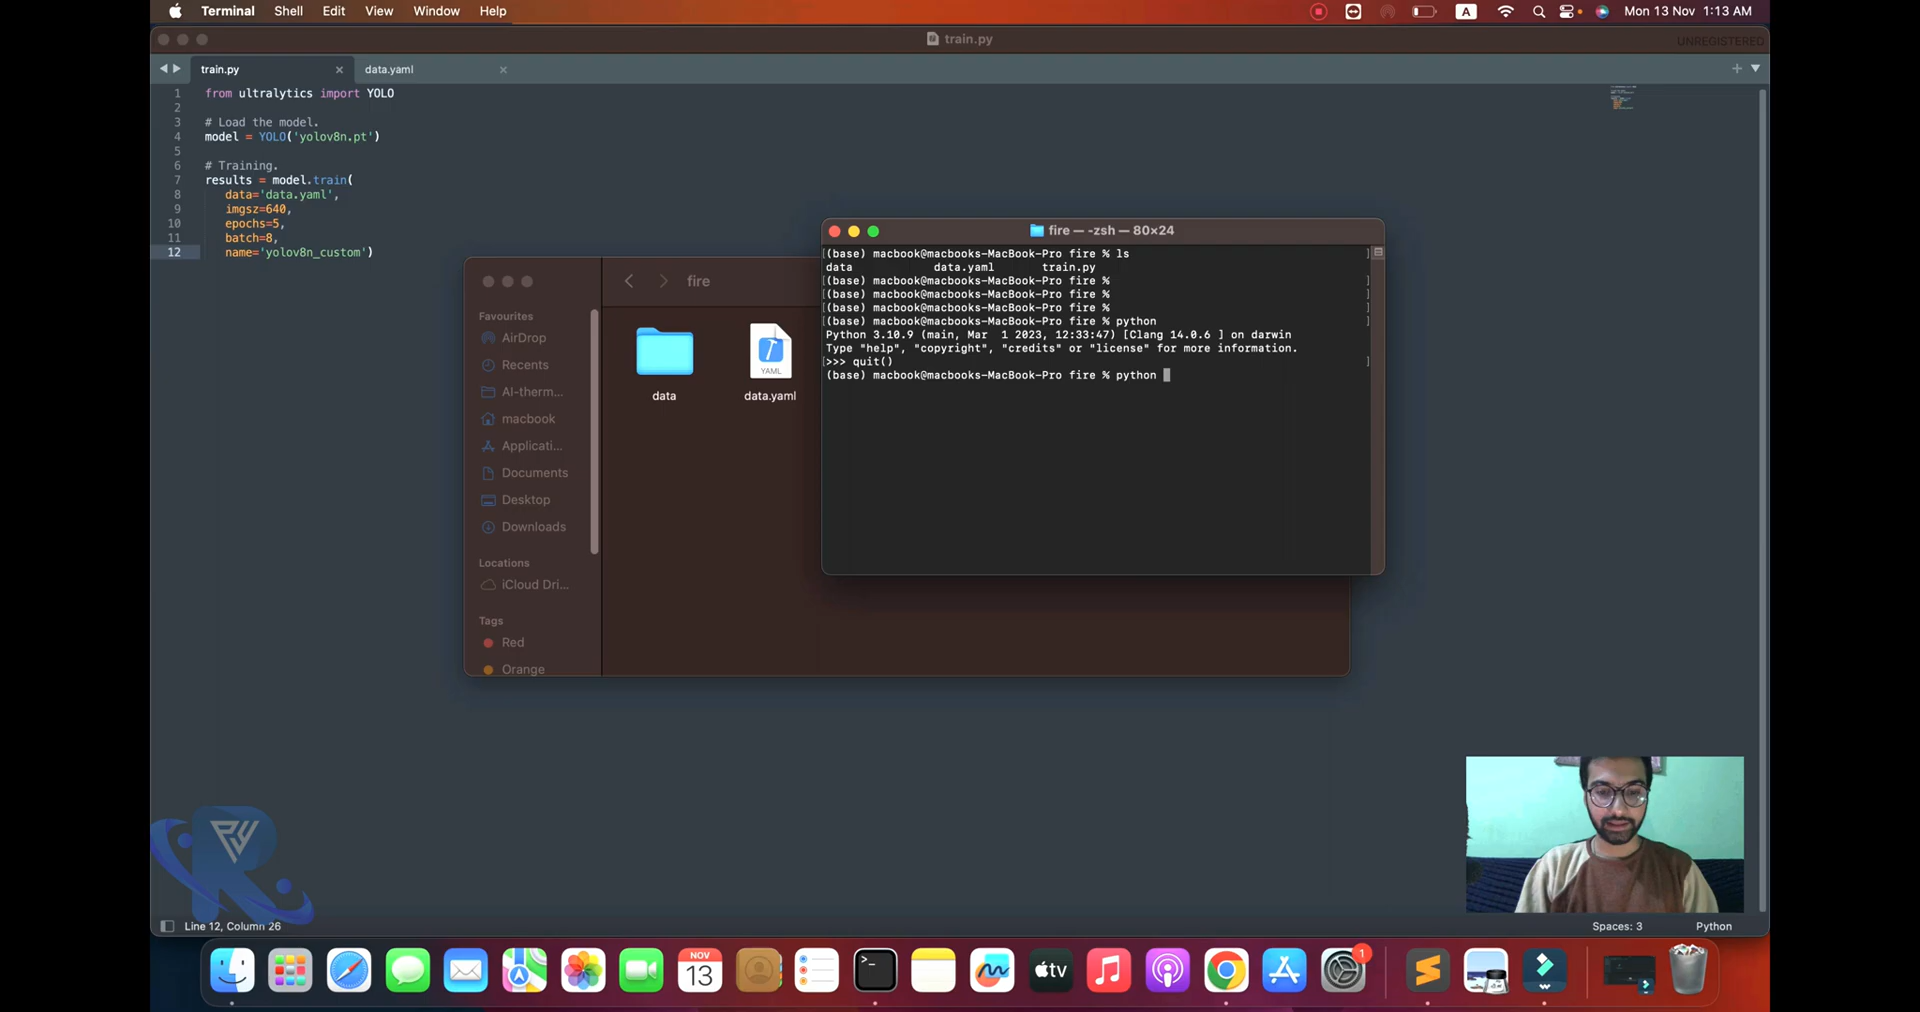 Terminal Shell Edit View Window Help
A Mon 13 Nov 1:13 AM
train.py
UNREGISTERED
train.py × data.yaml ×
1 from ultralytics import YOLO
2
3 # Load the model.
4 model = YOLO('yolov8n.pt')
5
6 # Training.
7 results = model.train(
8 data='data.yaml',
9 imgsz=640,
10 epochs=5,
11 batch=8,
12 name='yolov8n_custom')
fire
Favourites
AirDrop
Recents
AI-therm...
macbook
Applicati...
Documents
Desktop
Downloads
Locations
iCloud Dri...
Tags
Red
Orange
YAML
data
data.yaml
fire — -zsh — 80×24
[(base) macbook@macbooks-MacBook-Pro fire % ls ]
data data.yaml train.py
[(base) macbook@macbooks-MacBook-Pro fire % ]
[(base) macbook@macbooks-MacBook-Pro fire % ]
[(base) macbook@macbooks-MacBook-Pro fire % ]
[(base) macbook@macbooks-MacBook-Pro fire % python ]
Python 3.10.9 (main, Mar 1 2023, 12:33:47) [Clang 14.0.6 ] on darwin
Type "help", "copyright", "credits" or "license" for more information.
[>>> quit() ]
(base) macbook@macbooks-MacBook-Pro fire % python
Line 12, Column 26
Spaces: 3 Python
NOV
13
>_
tv
1